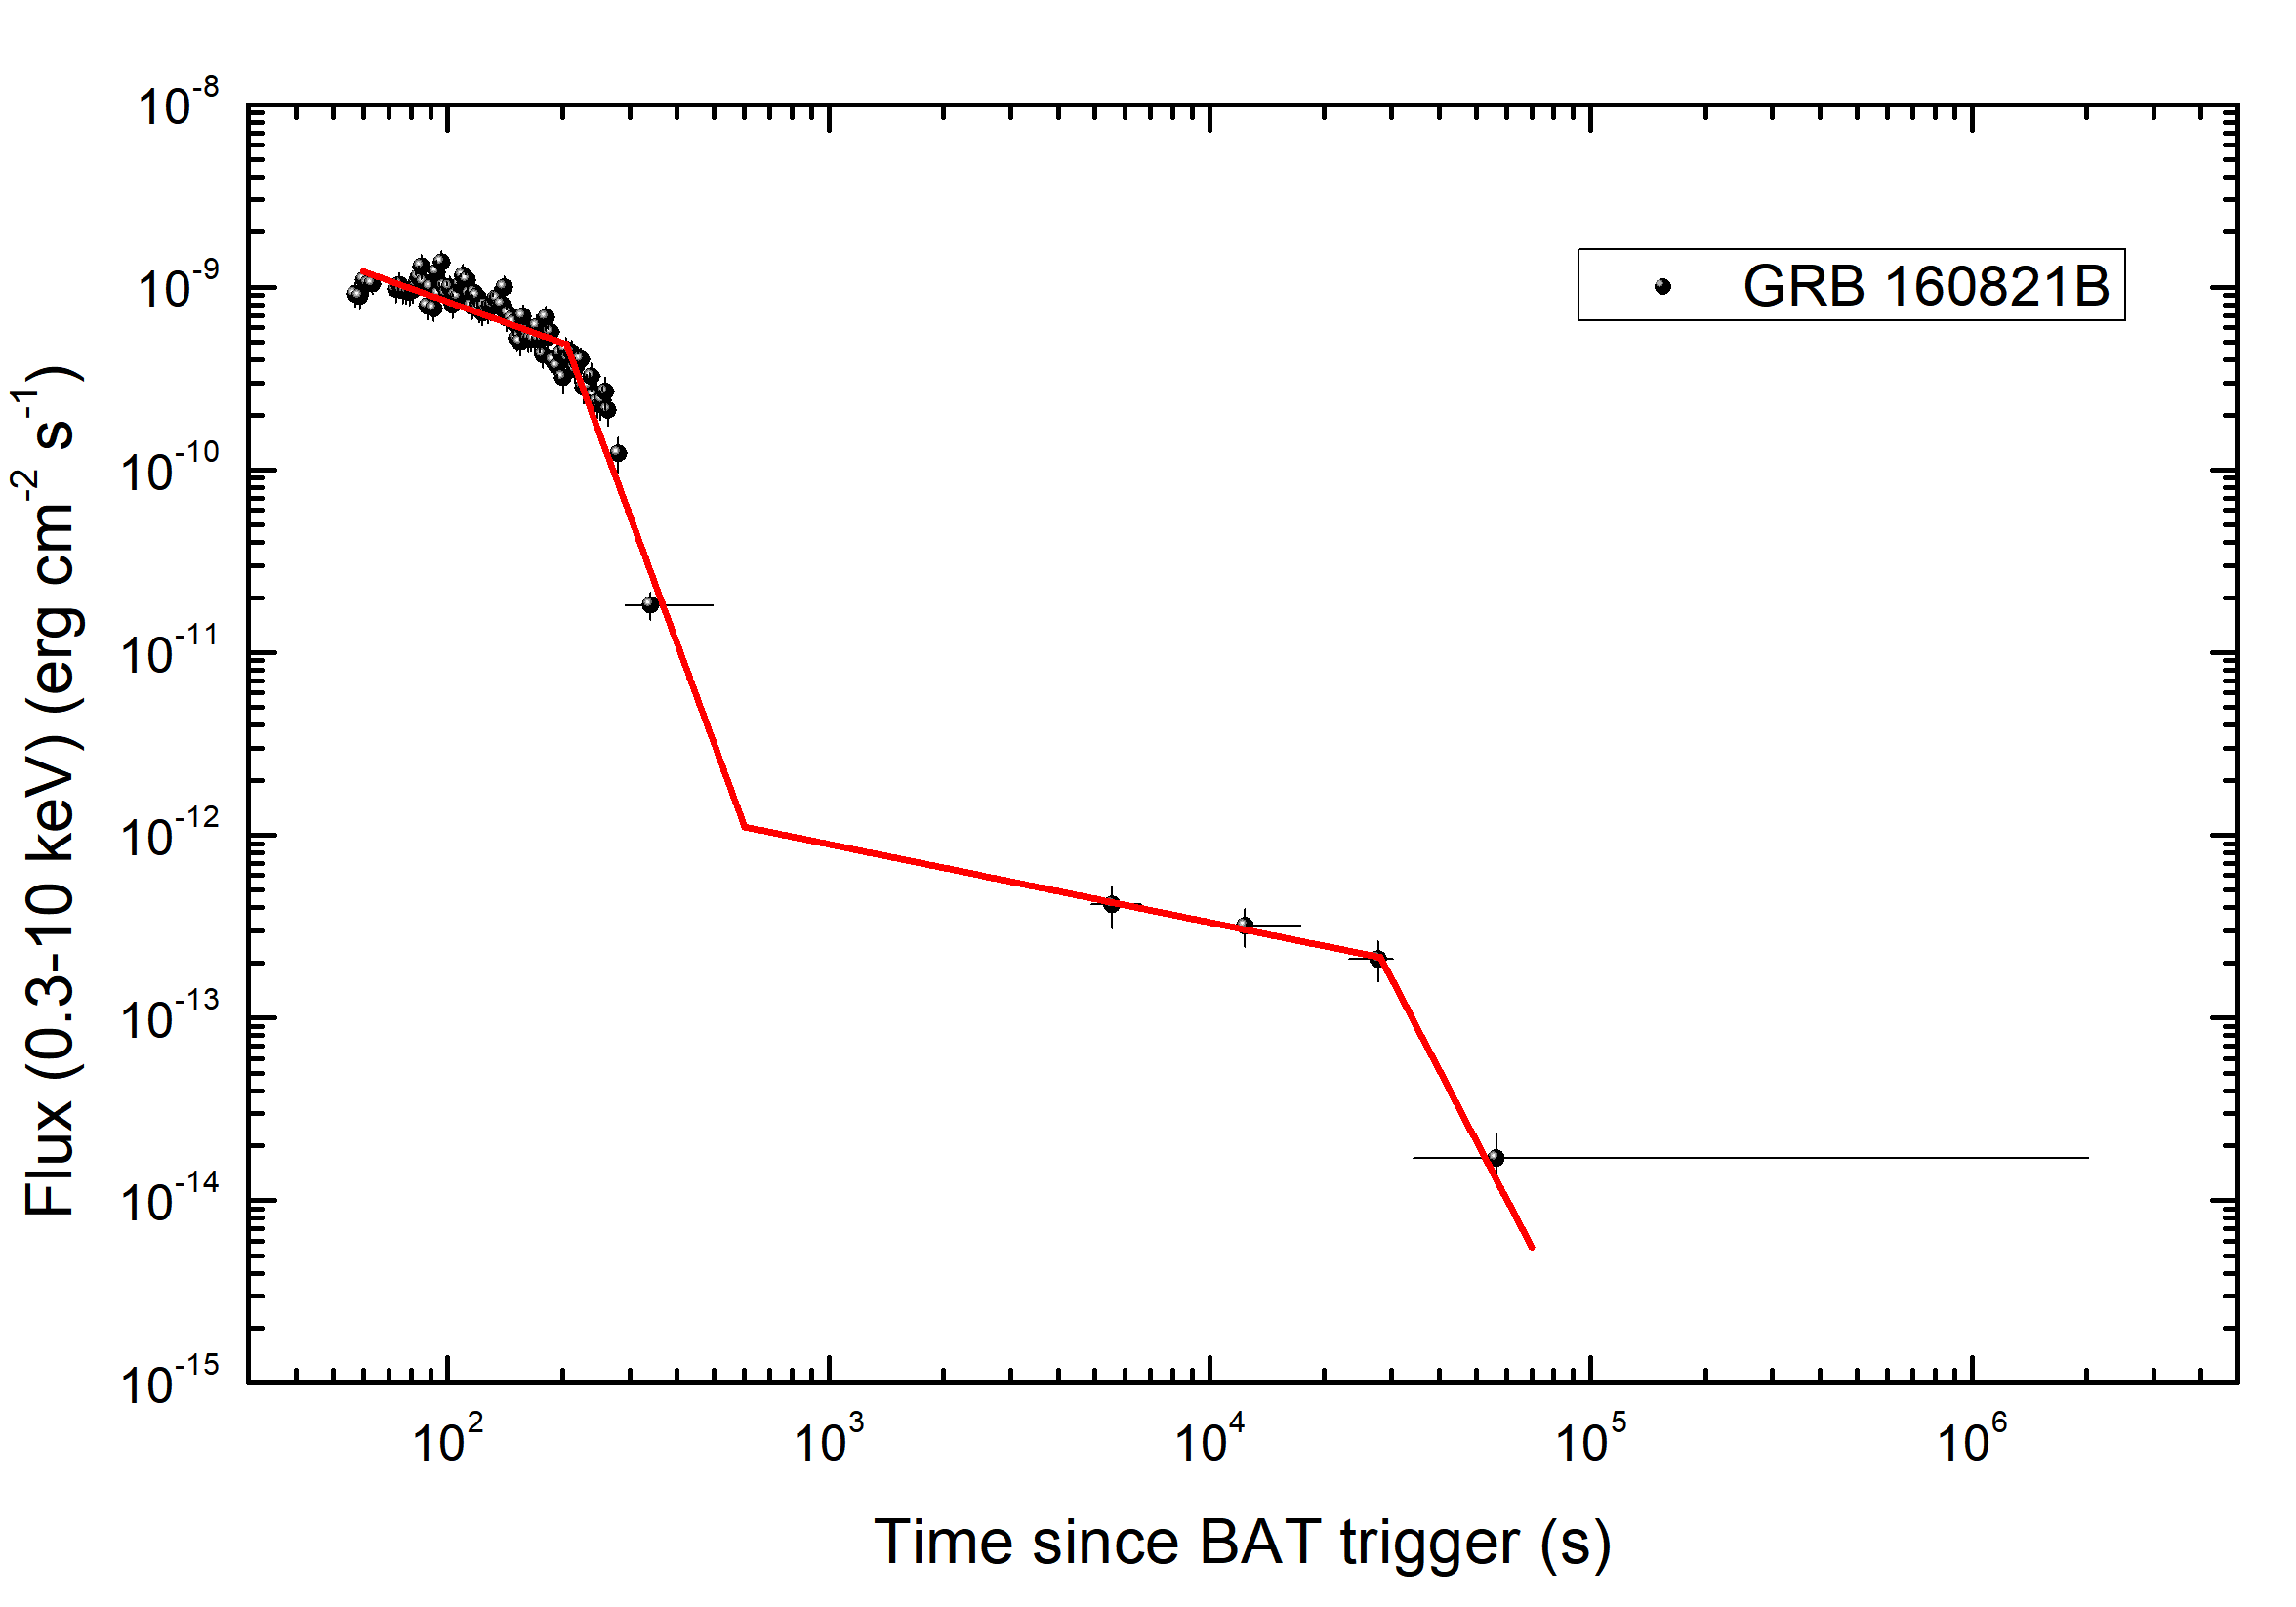 10⁻⁸
10⁻⁹
10⁻¹⁰
10⁻¹¹
10⁻¹²
10⁻¹³
10⁻¹⁴
10⁻¹⁵
Flux (0.3-10 keV) (erg cm⁻² s⁻¹)
GRB 160821B
10² 10³ 10⁴ 10⁵ 10⁶
Time since BAT trigger (s)